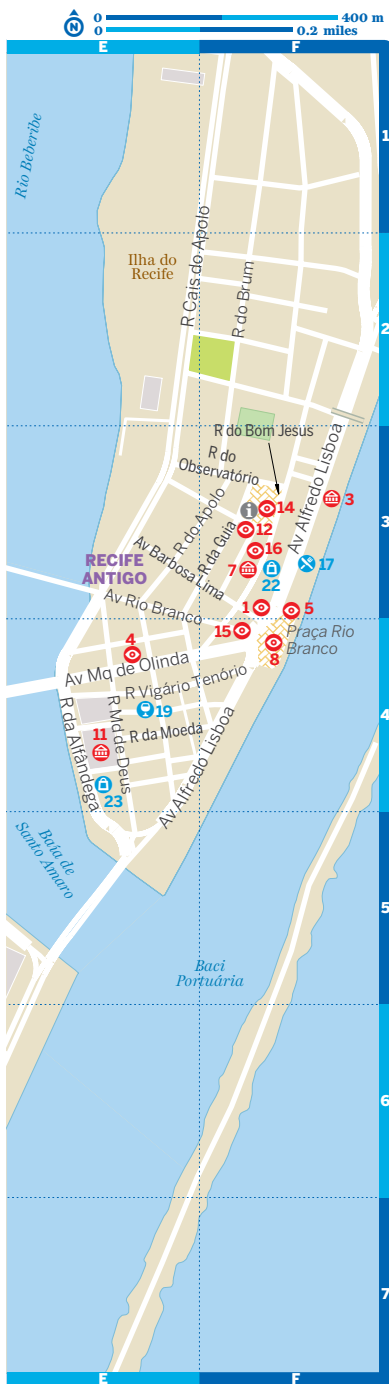 N
0 400 m
0 0.2 miles
E F
1
Rio Beberibe
Ilha do
Recife
R Cais do Apolo
R do Brum
2
R do Bom Jesus
R do
Observatório
Av Alfredo Lisboa
3
i
14
R do Apolo
R da Guia
12
3
16
Av Barbosa Lima
7
22
17
RECIFE
ANTIGO
Av Rio Branco
1
5
15
Praça Rio
Branco
4
8
Av Mq de Olinda
R Vigário Tenório
4
19
R da Alfândega
R Md de Deus
R da Moeda
11
Av Alfredo Lisboa
23
Baía de
Santo Amaro
5
Baci
Portuária
6
7
E F